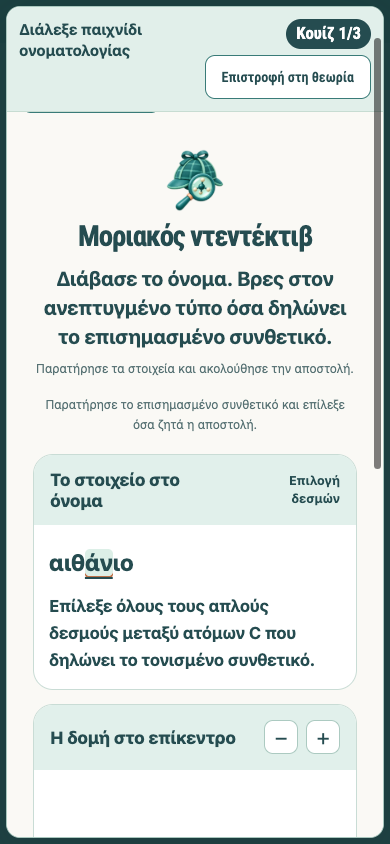 Διάλεξε παιχνίδι
ονοματολογίας
Κουίζ 1/3
Επιστροφή στη θεωρία
Μοριακός ντεντέκτιβ
Διάβασε το όνομα. Βρες στον
ανεπτυγμένο τύπο όσα δηλώνει
το επισημασμένο συνθετικό.
Παρατήρησε τα στοιχεία και ακολούθησε την αποστολή.
Παρατήρησε το επισημασμένο συνθετικό και επίλεξε
όσα ζητά η αποστολή.
Το στοιχείο στο
όνομα
Επιλογή
δεσμών
αιθάνιο
Επίλεξε όλους τους απλούς
δεσμούς μεταξύ ατόμων C που
δηλώνει το τονισμένο συνθετικό.
Η δομή στο επίκεντρο
− +